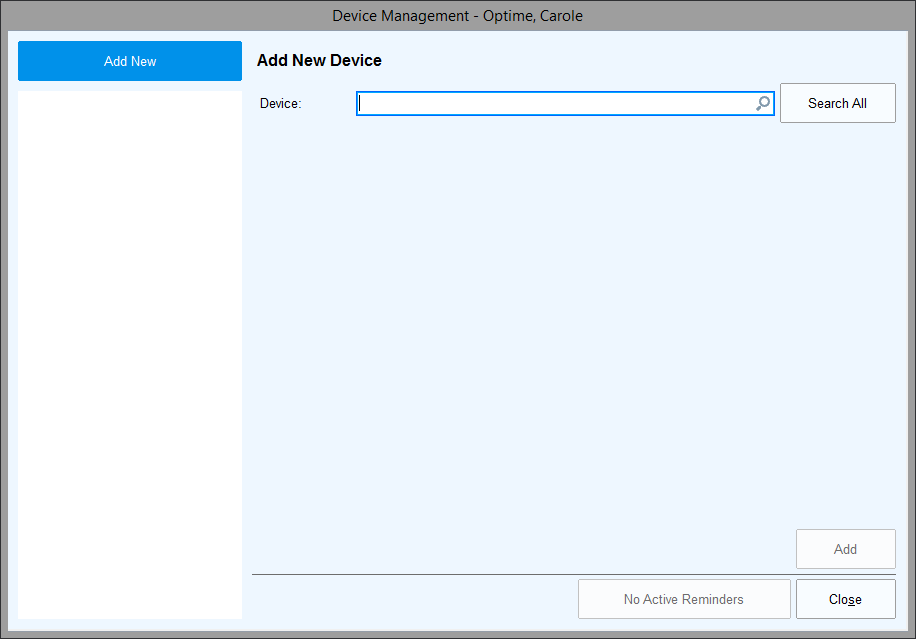 Device Management - Optime, Carole
Add New
Add New Device
Device:
Search All
Add
No Active Reminders
Close